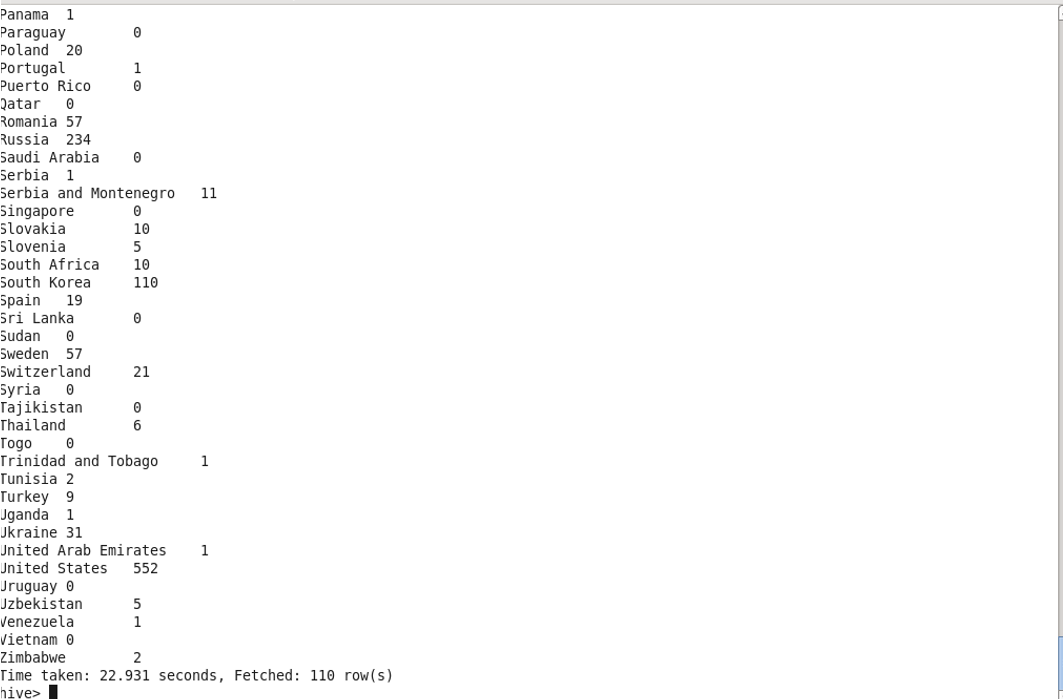 Panama	1
Paraguay	0
Poland	20
Portugal	1
Puerto Rico	0
Qatar	0
Romania	57
Russia	234
Saudi Arabia	0
Serbia	1
Serbia and Montenegro	11
Singapore	0
Slovakia	10
Slovenia	5
South Africa	10
South Korea	110
Spain	19
Sri Lanka	0
Sudan	0
Sweden	57
Switzerland	21
Syria	0
Tajikistan	0
Thailand	6
Togo	0
Trinidad and Tobago	1
Tunisia	2
Turkey	9
Uganda	1
Ukraine	31
United Arab Emirates	1
United States	552
Uruguay	0
Uzbekistan	5
Venezuela	1
Vietnam	0
Zimbabwe	2
Time taken: 22.931 seconds, Fetched: 110 row(s)
hive>